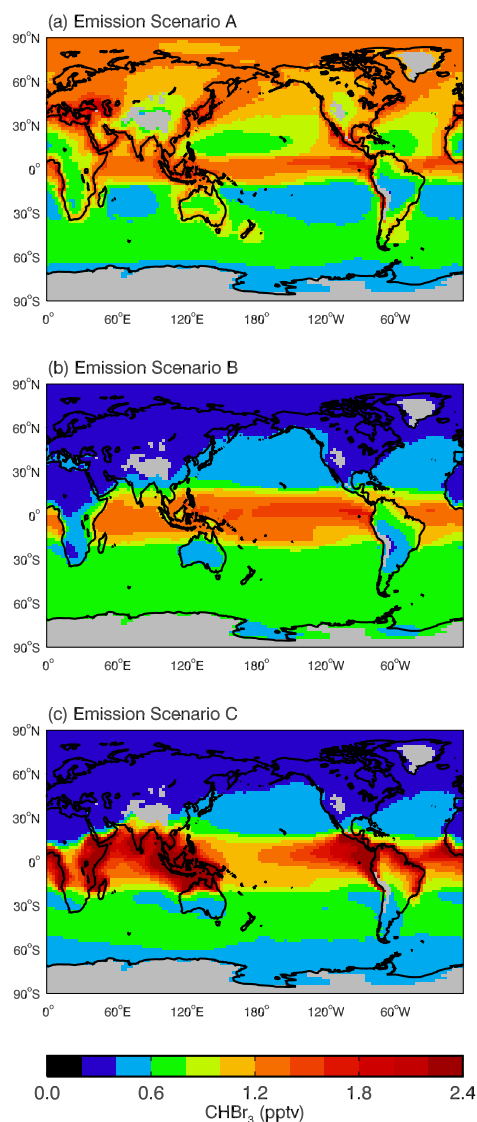 (a) Emission Scenario A
90°N
60°N
30°N
0°
30°S
60°S
90°S
0° 60°E 120°E 180° 120°W 60°W
(b) Emission Scenario B
90°N
60°N
30°N
0°
30°S
60°S
90°S
0° 60°E 120°E 180° 120°W 60°W
(c) Emission Scenario C
90°N
60°N
30°N
0°
30°S
60°S
90°S
0° 60°E 120°E 180° 120°W 60°W
0.0 0.6 1.2 1.8 2.4
CHBr₃ (pptv)